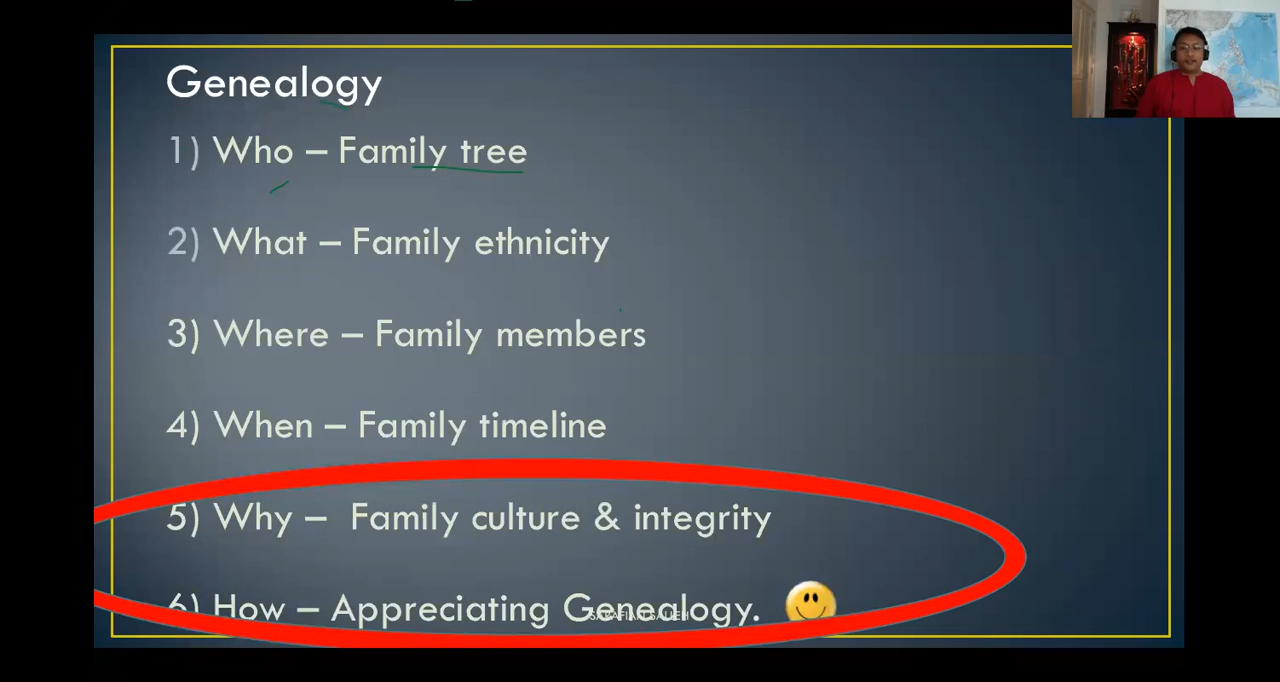 Genealogy
1) Who – Family tree
2) What – Family ethnicity
3) Where – Family members
4) When – Family timeline
5) Why – Family culture & integrity
6) How – Appreciating Genealogy.